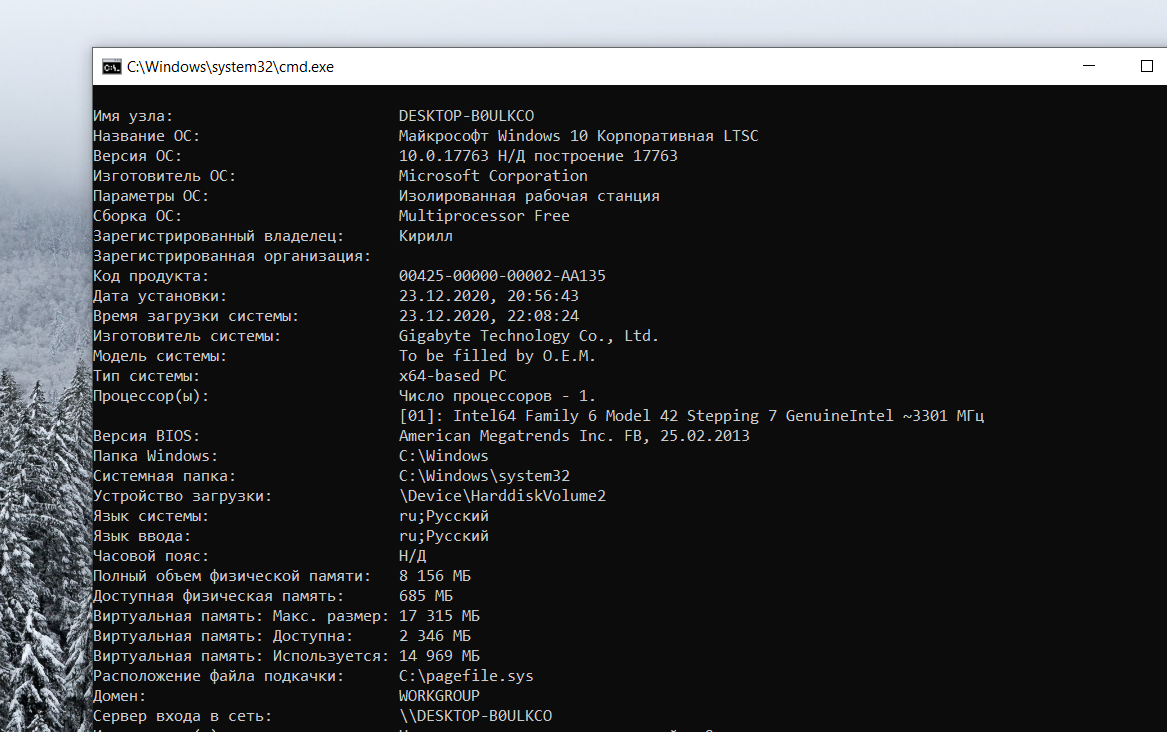 C:\Windows\system32\cmd.exe
Имя узла: DESKTOP-B0ULKCO
Название ОС: Майкрософт Windows 10 Корпоративная LTSC
Версия ОС: 10.0.17763 Н/Д построение 17763
Изготовитель ОС: Microsoft Corporation
Параметры ОС: Изолированная рабочая станция
Сборка ОС: Multiprocessor Free
Зарегистрированный владелец: Кирилл
Зарегистрированная организация:
Код продукта: 00425-00000-00002-AA135
Дата установки: 23.12.2020, 20:56:43
Время загрузки системы: 23.12.2020, 22:08:24
Изготовитель системы: Gigabyte Technology Co., Ltd.
Модель системы: To be filled by O.E.M.
Тип системы: x64-based PC
Процессор(ы): Число процессоров - 1.
[01]: Intel64 Family 6 Model 42 Stepping 7 GenuineIntel ~3301 МГц
Версия BIOS: American Megatrends Inc. FB, 25.02.2013
Папка Windows: C:\Windows
Системная папка: C:\Windows\system32
Устройство загрузки: \Device\HarddiskVolume2
Язык системы: ru;Русский
Язык ввода: ru;Русский
Часовой пояс: Н/Д
Полный объем физической памяти: 8 156 МБ
Доступная физическая память: 685 МБ
Виртуальная память: Макс. размер: 17 315 МБ
Виртуальная память: Доступна: 2 346 МБ
Виртуальная память: Используется: 14 969 МБ
Расположение файла подкачки: C:\pagefile.sys
Домен: WORKGROUP
Сервер входа в сеть: \\DESKTOP-B0ULKCO